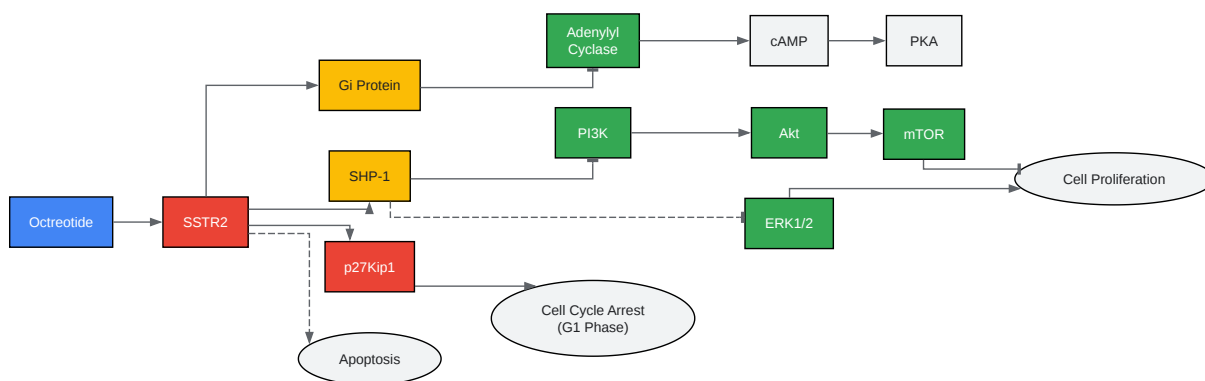 Adenylyl
Cyclase
cAMP
PKA
Gi Protein
PI3K
Akt
mTOR
SHP-1
Cell Proliferation
Octreotide
SSTR2
ERK1/2
p27Kip1
Cell Cycle Arrest
(G1 Phase)
Apoptosis